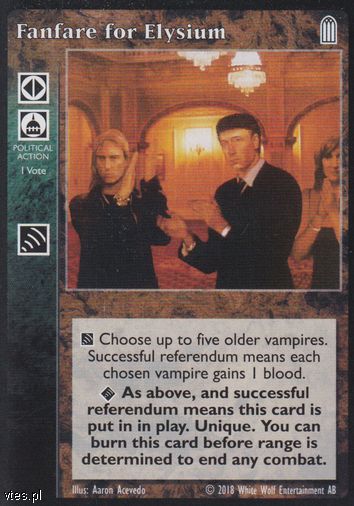 Fanfare for Elysium
POLITICAL
ACTION
1 Vote
Choose up to five older vampires.
Successful referendum means each
chosen vampire gains 1 blood.
As above, and successful
referendum means this card is
put in in play. Unique. You can
burn this card before range is
determined to end any combat.
vtes.pl
Illus: Aaron Acevedo © 2018 White Wolf Entertainment AB